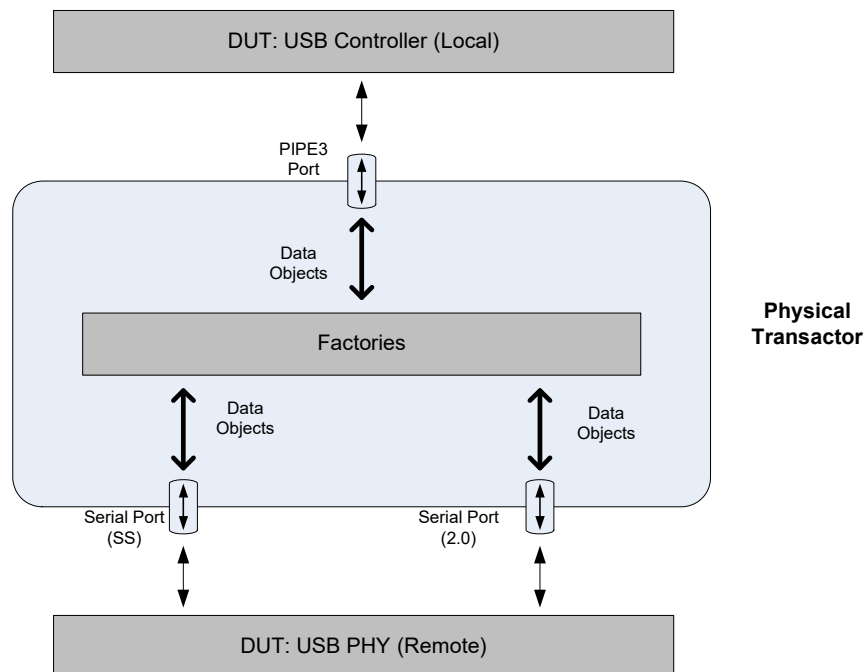 DUT: USB Controller (Local)
PIPE3
Port
Data
Objects
Physical
Transactor
Factories
Data
Objects
Data
Objects
Serial Port
(SS)
Serial Port
(2.0)
DUT: USB PHY (Remote)